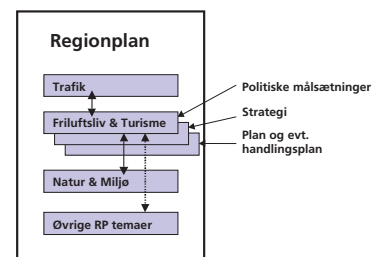 Regionplan
Trafik
Friluftsliv & Turisme
Natur & Miljø
Øvrige RP temaer
Politiske målsætninger
Strategi
Plan og evt.
handlingsplan